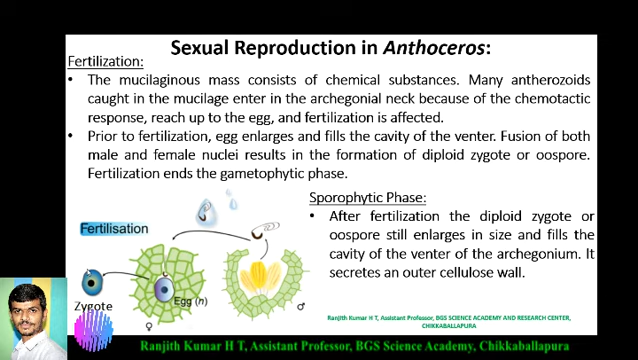 Sexual Reproduction in Anthoceros:
Fertilization:
• The mucilaginous mass consists of chemical substances. Many antherozoids
caught in the mucilage enter in the archegonial neck because of the chemotactic
response, reach up to the egg, and fertilization is affected.
• Prior to fertilization, egg enlarges and fills the cavity of the venter. Fusion of both
male and female nuclei results in the formation of diploid zygote or oospore.
Fertilization ends the gametophytic phase.
Sporophytic Phase:
• After fertilization the diploid zygote or
oospore still enlarges in size and fills the
cavity of the venter of the archegonium. It
secretes an outer cellulose wall.
Fertilisation
Egg (n)
Zygote
♀
♂
Ranjith Kumar H T, Assistant Professor, BGS SCIENCE ACADEMY AND RESEARCH CENTER,
CHIKKABALLAPURA
Ranjith Kumar H T, Assistant Professor, BGS Science Academy, Chikkaballapura